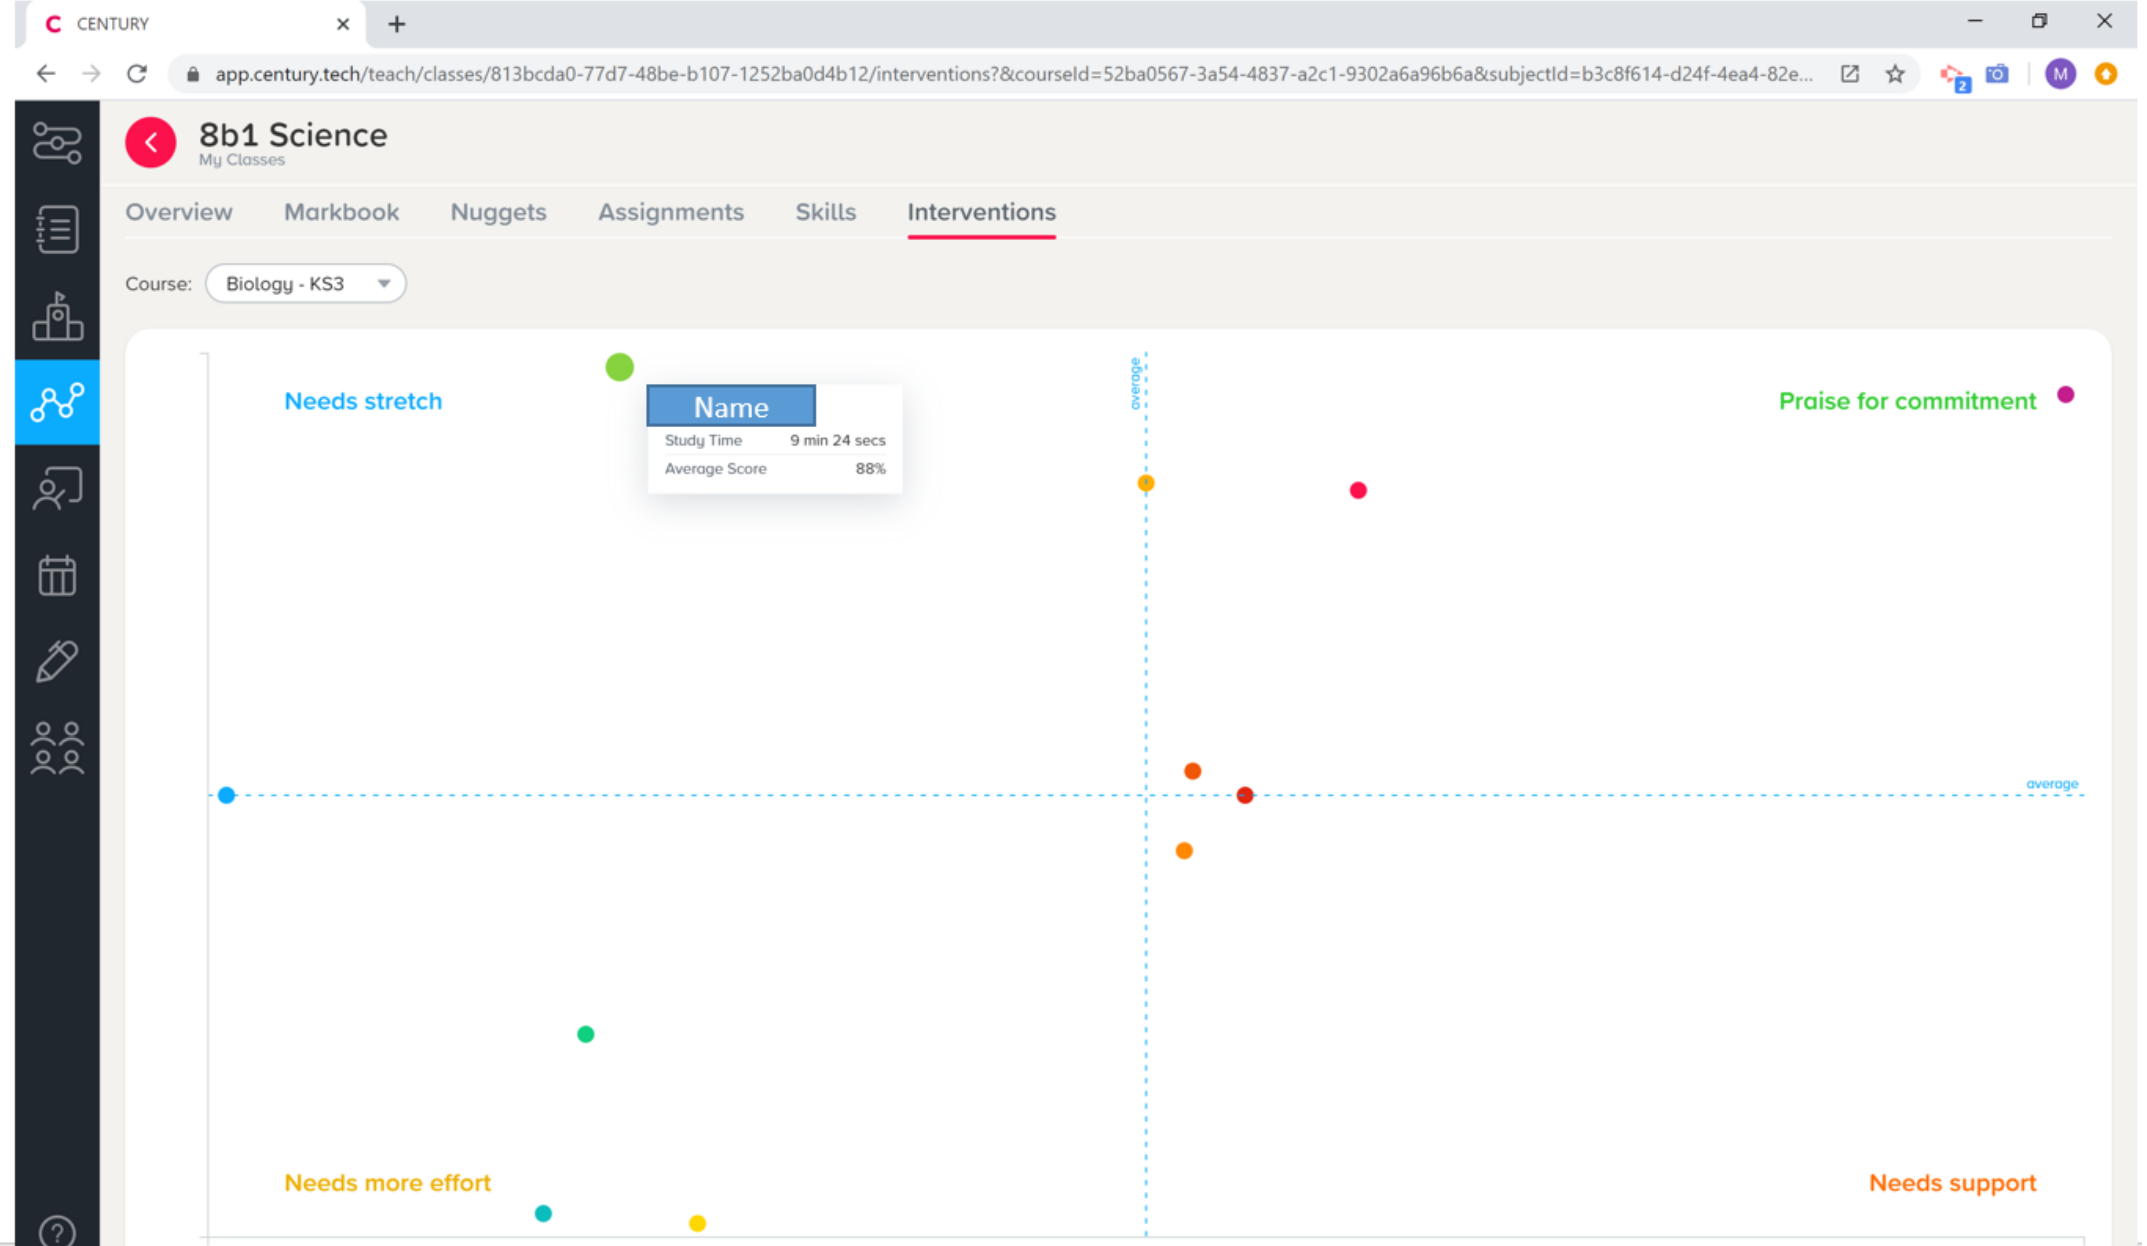 CENTURY
app.century.tech/teach/classes/813bcda0-77d7-48be-b107-1252ba0d4b12/interventions?&courseId=52ba0567-3a54-4837-a2c1-9302a6a96b6a&subjectId=b3c8f614-d24f-4ea4-82e...
2
M
8b1 Science
My Classes
Overview Markbook Nuggets Assignments Skills Interventions
Course: Biology - KS3
average
Needs stretch
Praise for commitment
Name
Study Time 9 min 24 secs
Average Score 88%
average
Needs more effort
Needs support
?